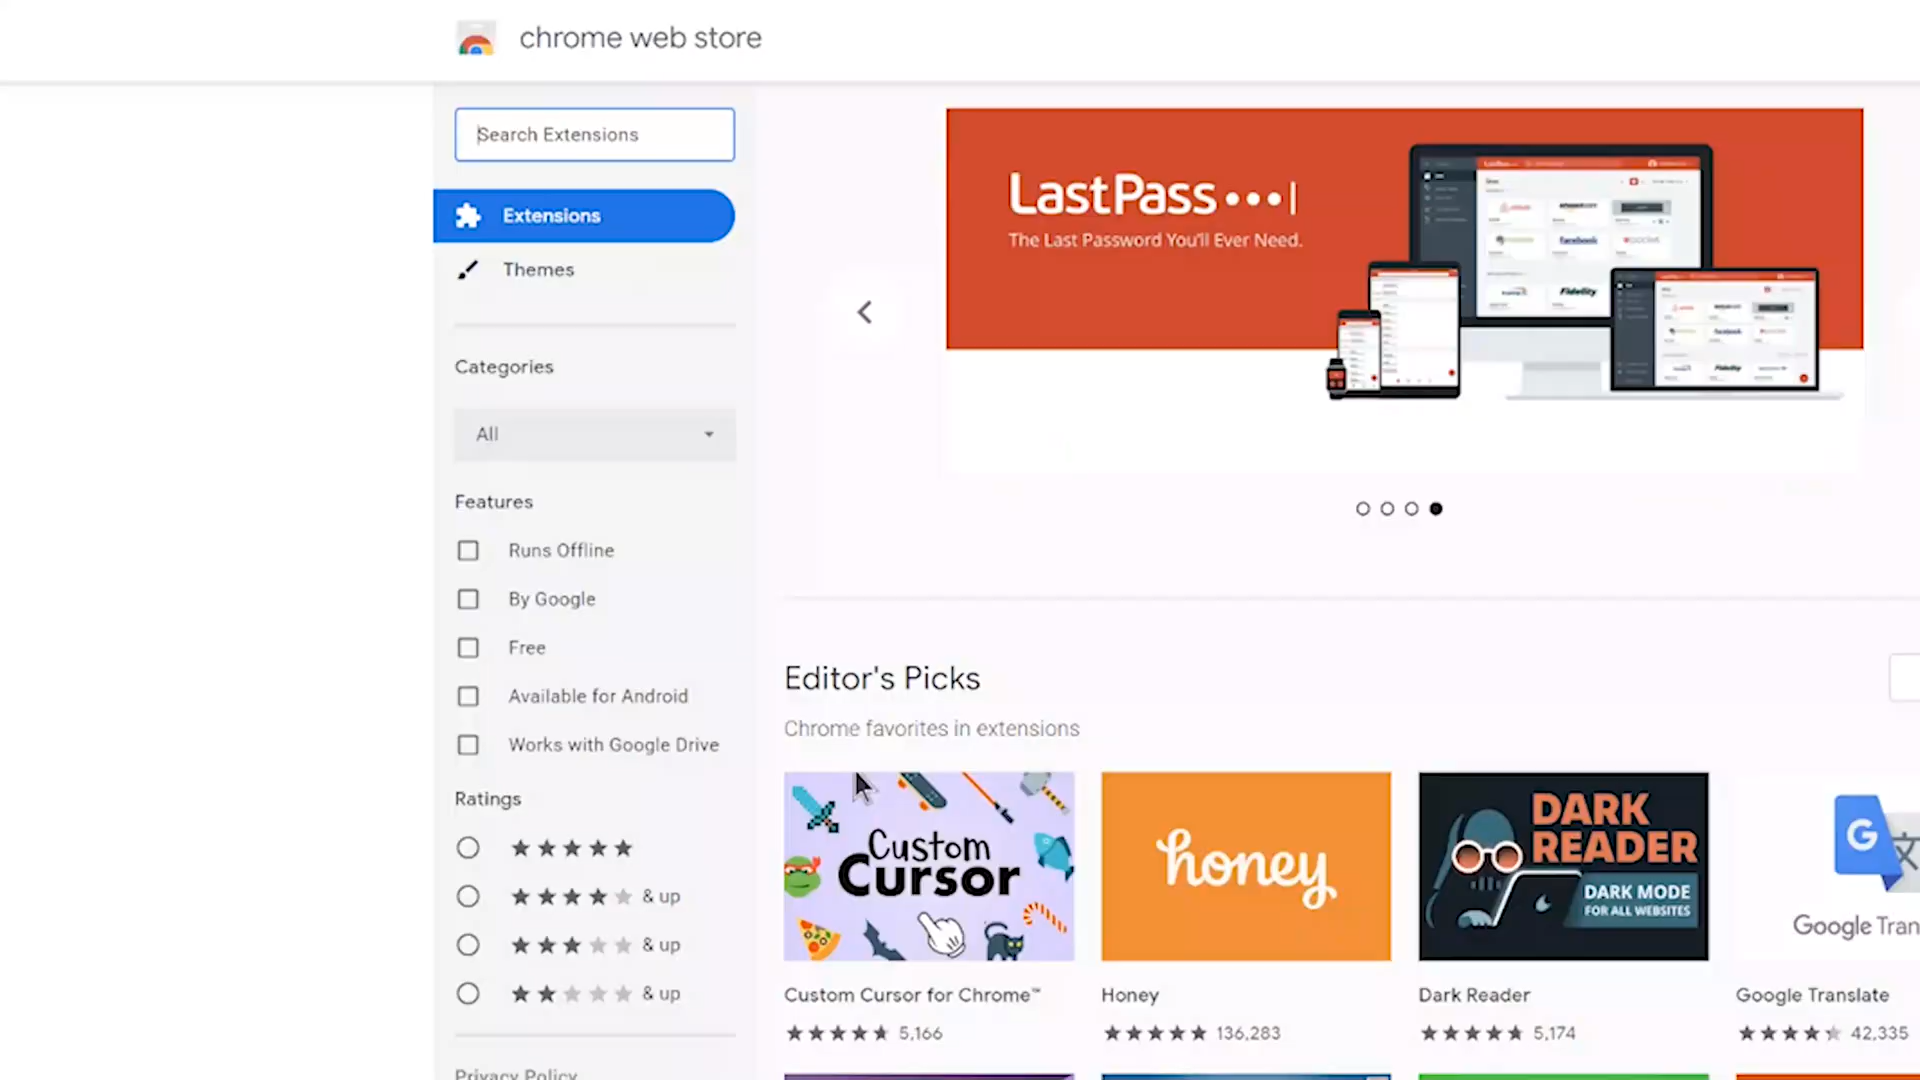 chrome web store
Search Extensions
Extensions
Themes
Categories
All
Features
Runs Offline
By Google
Free
Available for Android
Works with Google Drive
Ratings
& up
& up
& up
Privacy Policy
LastPass
The Last Password You'll Ever Need.
Editor's Picks
Chrome favorites in extensions
Custom
Cursor
honey
DARK
READER
DARK MODE
FOR ALL WEBSITES
G
Google Tran
Custom Cursor for Chrome™
5,166
Honey
136,283
Dark Reader
5,174
Google Translate
42,335